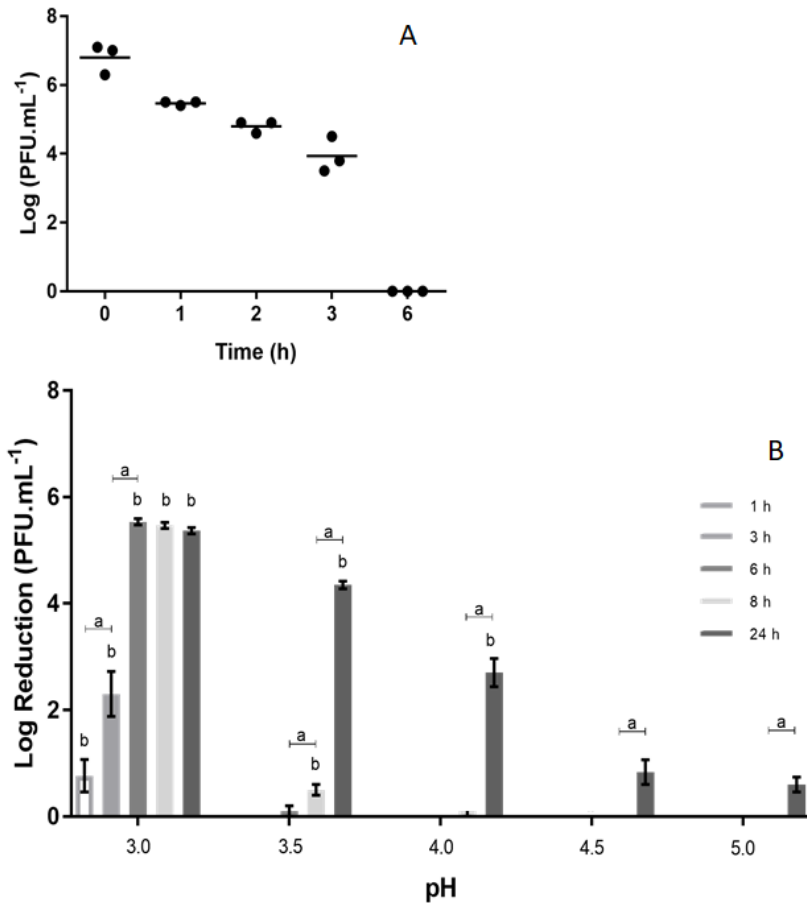 A
Log (PFU.mL⁻¹)
8
6
4
2
0
0 1 2 3 6
Time (h)
B
Log Reduction (PFU.mL⁻¹)
8
6
4
2
0
a
b b b
a
b
b
a
b
a
b
a
b
a
a
1 h
3 h
6 h
8 h
24 h
3.0 3.5 4.0 4.5 5.0
pH